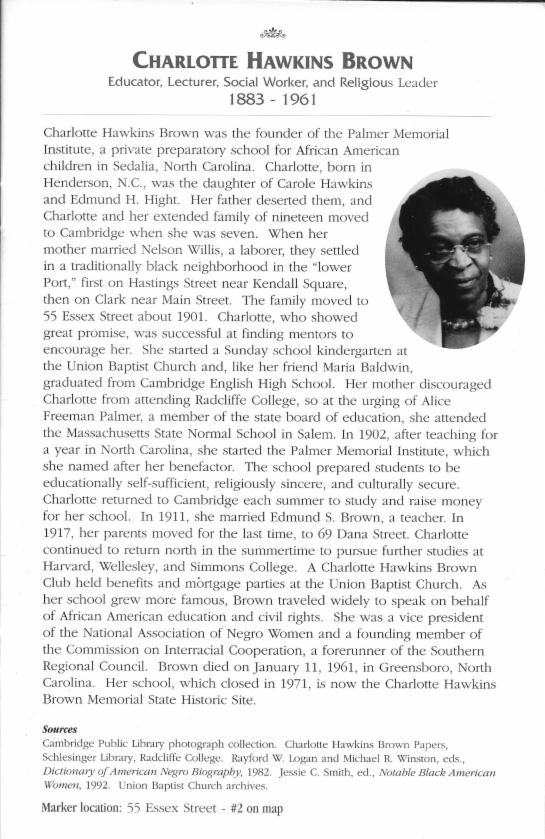 CHARLOTTE HAWKINS BROWN
Educator, Lecturer, Social Worker, and Religious Leader
1883 - 1961
Charlotte Hawkins Brown was the founder of the Palmer Memorial
Institute, a private preparatory school for African American
children in Sedalia, North Carolina. Charlotte, born in
Henderson, N.C., was the daughter of Carole Hawkins
and Edmund H. Hight. Her father deserted them, and
Charlotte and her extended family of nineteen moved
to Cambridge when she was seven. When her
mother married Nelson Willis, a laborer, they settled
in a traditionally black neighborhood in the "lower
Port," first on Hastings Street near Kendall Square,
then on Clark near Main Street. The family moved to
55 Essex Street about 1901. Charlotte, who showed
great promise, was successful at finding mentors to
encourage her. She started a Sunday school kindergarten at
the Union Baptist Church and, like her friend Maria Baldwin,
graduated from Cambridge English High School. Her mother discouraged
Charlotte from attending Radcliffe College, so at the urging of Alice
Freeman Palmer, a member of the state board of education, she attended
the Massachusetts State Normal School in Salem. In 1902, after teaching for
a year in North Carolina, she started the Palmer Memorial Institute, which
she named after her benefactor. The school prepared students to be
educationally self-sufficient, religiously sincere, and culturally secure.
Charlotte returned to Cambridge each summer to study and raise money
for her school. In 1911, she married Edmund S. Brown, a teacher. In
1917, her parents moved for the last time, to 69 Dana Street. Charlotte
continued to return north in the summertime to pursue further studies at
Harvard, Wellesley, and Simmons College. A Charlotte Hawkins Brown
Club held benefits and mortgage parties at the Union Baptist Church. As
her school grew more famous, Brown traveled widely to speak on behalf
of African American education and civil rights. She was a vice president
of the National Association of Negro Women and a founding member of
the Commission on Interracial Cooperation, a forerunner of the Southern
Regional Council. Brown died on January 11, 1961, in Greensboro, North
Carolina. Her school, which closed in 1971, is now the Charlotte Hawkins
Brown Memorial State Historic Site.
Sources
Cambridge Public Library photograph collection. Charlotte Hawkins Brown Papers,
Schlesinger Library, Radcliffe College. Rayford W. Logan and Michael R. Winston, eds.,
Dictionary of American Negro Biography, 1982. Jessie C. Smith, ed., Notable Black American
Women, 1992. Union Baptist Church archives.
Marker location: 55 Essex Street - #2 on map